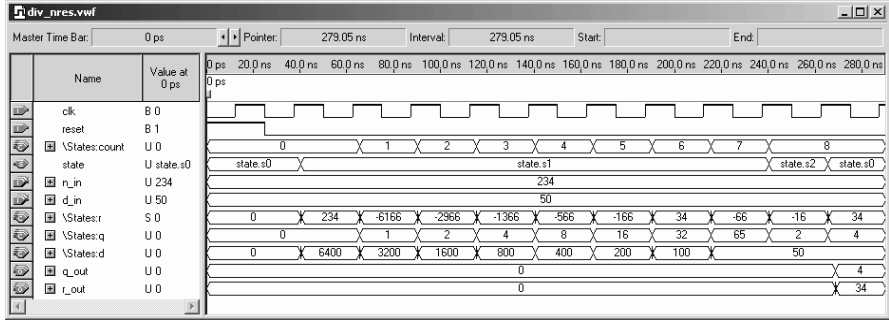 div_nres.vwf
Master Time Bar: 0 ps Pointer: 279.05 ns Interval: 279.05 ns Start: End:
Name Value at 0 ps
0 ps 20,0 ns 40,0 ns 60,0 ns 80,0 ns 100,0 ns 120,0 ns 140,0 ns 160,0 ns 180,0 ns 200,0 ns 220,0 ns 240,0 ns 260,0 ns 280,0 ns
0 ps
clk B 0
reset B 1
\States:count U 0 0 1 2 3 4 5 6 7 8
state U state.s0 state.s0 state.s1 state.s2 state.s0
n_in U 234 234
d_in U 50 50
\States:r S 0 0 234 -6166 -2966 -1366 -566 -166 34 -66 -16 34
\States:q U 0 0 1 2 4 8 16 32 65 2 4
\States:d U 0 0 6400 3200 1600 800 400 200 100 50
q_out U 0 0 4
r_out U 0 0 34